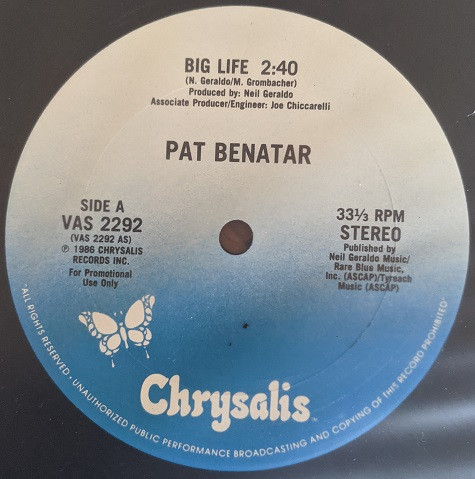 BIG LIFE 2:40
(N. Geraldo/M. Grombacher)
Produced by: Neil Geraldo
Associate Producer/Engineer: Joe Chiccarelli
PAT BENATAR
SIDE A
VAS 2292
(VAS 2292 AS)
℗ 1986 CHRYSALIS
RECORDS INC.
For Promotional
Use Only
33⅓ RPM
STEREO
Published by
Neil Geraldo Music/
Rare Blue Music,
Inc. (ASCAP)/Tyreach
Music (ASCAP)
Chrysalis™
"ALL RIGHTS RESERVED - UNAUTHORIZED PUBLIC PERFORMANCE BROADCASTING AND COPYING OF THIS RECORD PROHIBITED"